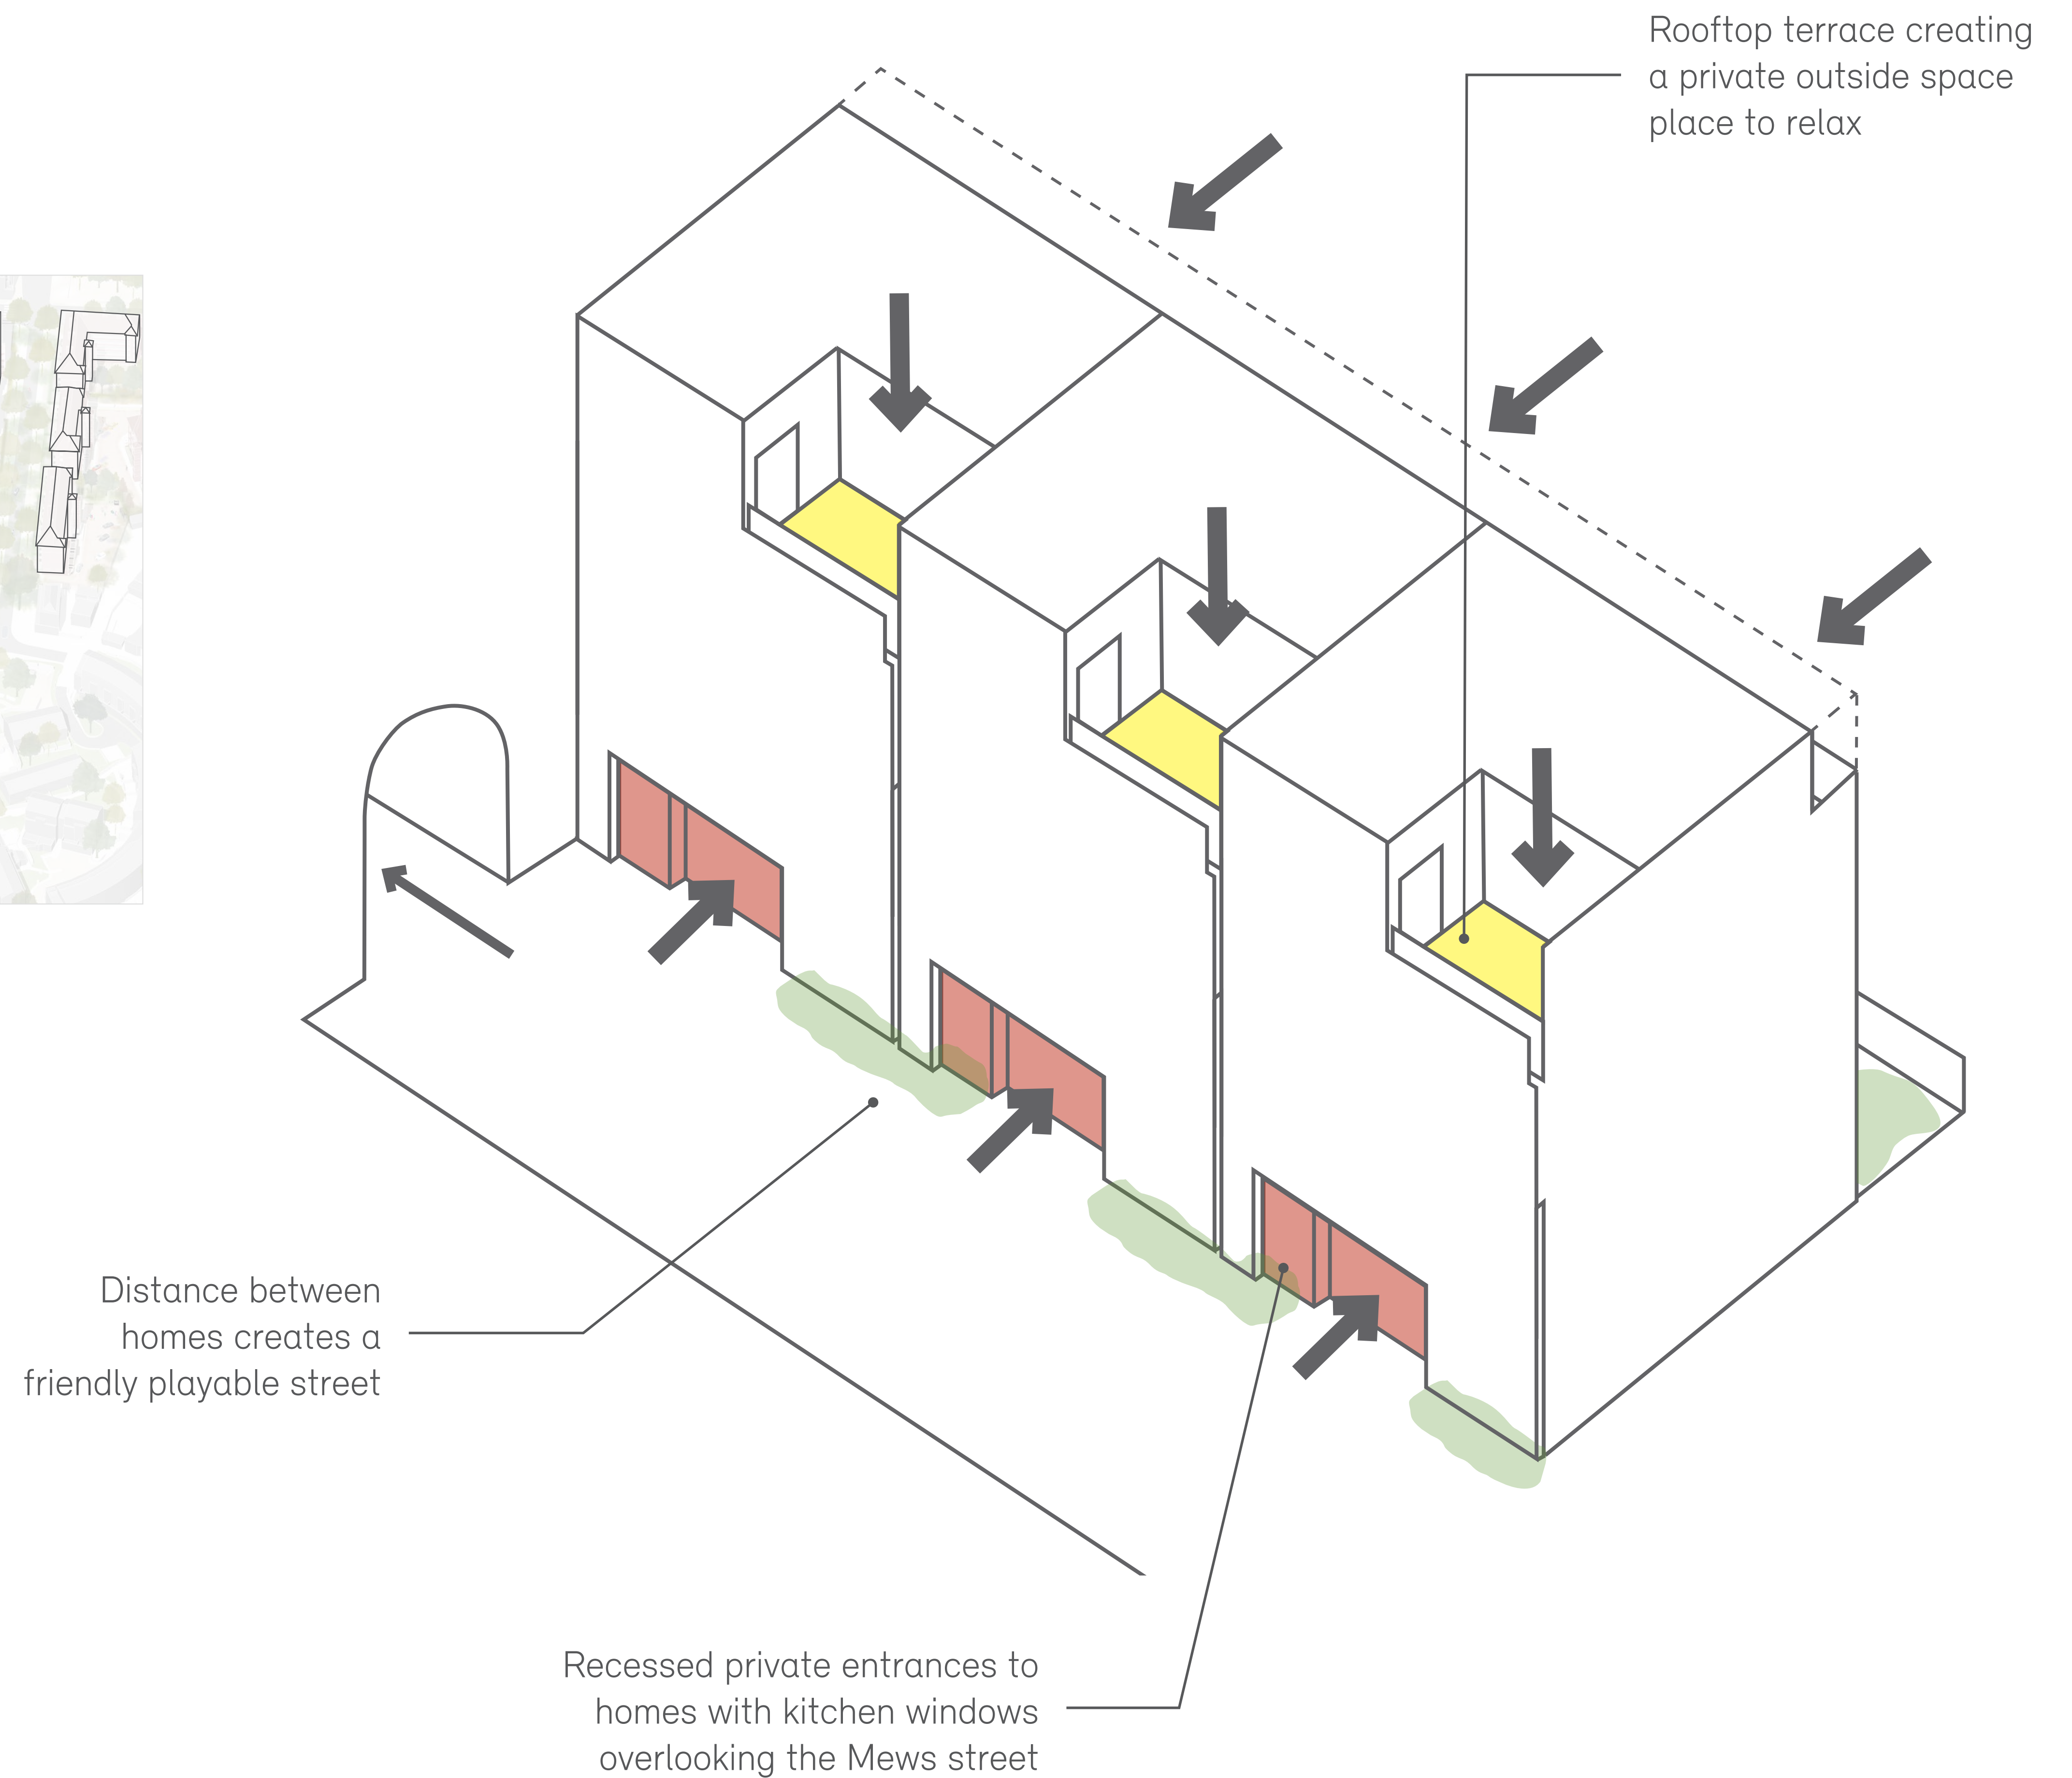 Rooftop terrace creating
a private outside space
place to relax
Distance between
homes creates a
friendly playable street
Recessed private entrances to
homes with kitchen windows
overlooking the Mews street